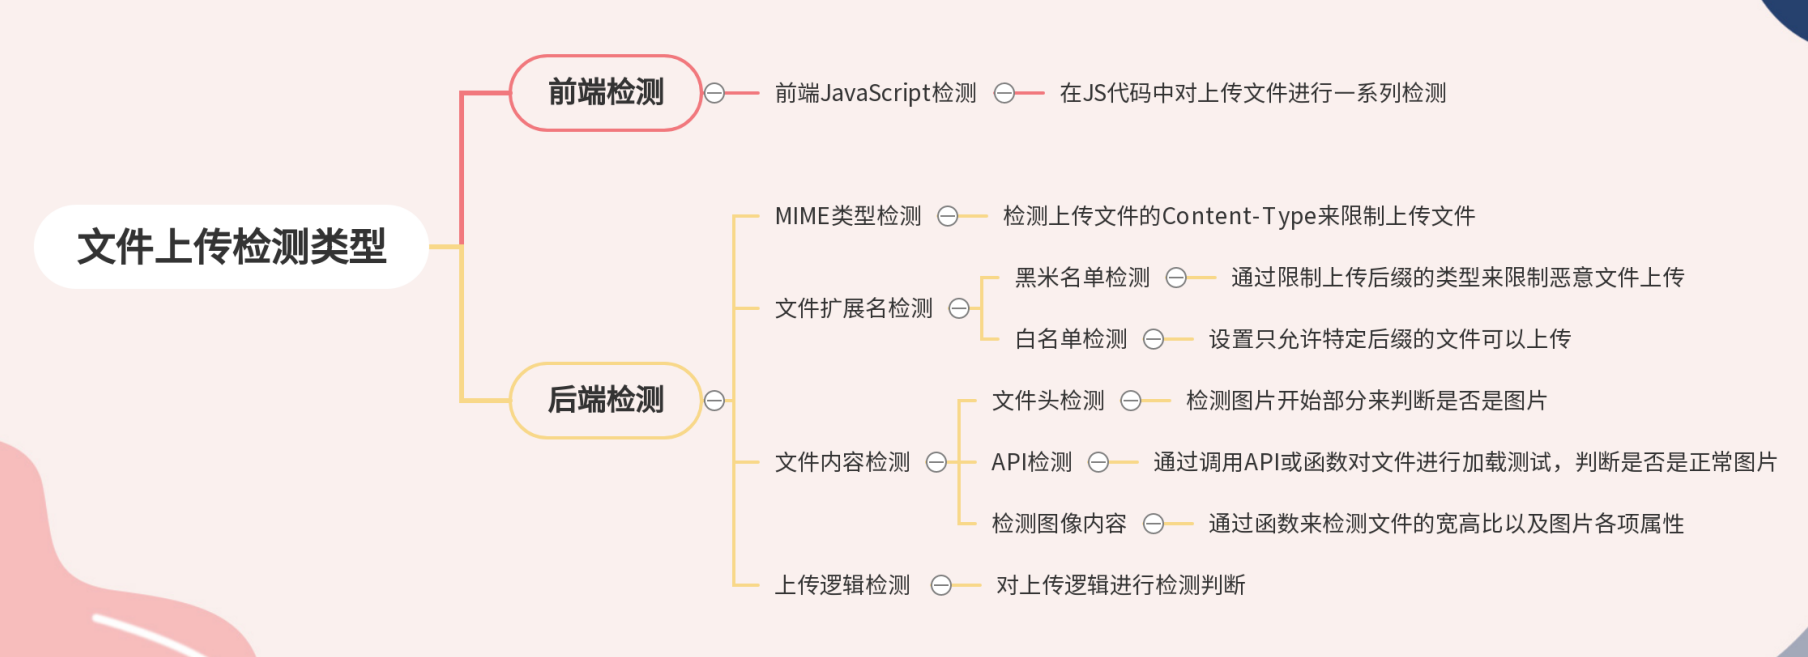 文件上传检测类型
前端检测
前端JavaScript检测
在JS代码中对上传文件进行一系列检测
后端检测
MIME类型检测
检测上传文件的Content-Type来限制上传文件
文件扩展名检测
黑米名单检测
通过限制上传后缀的类型来限制恶意文件上传
白名单检测
设置只允许特定后缀的文件可以上传
文件内容检测
文件头检测
检测图片开始部分来判断是否是图片
API检测
通过调用API或函数对文件进行加载测试，判断是否是正常图片
检测图像内容
通过函数来检测文件的宽高比以及图片各项属性
上传逻辑检测
对上传逻辑进行检测判断